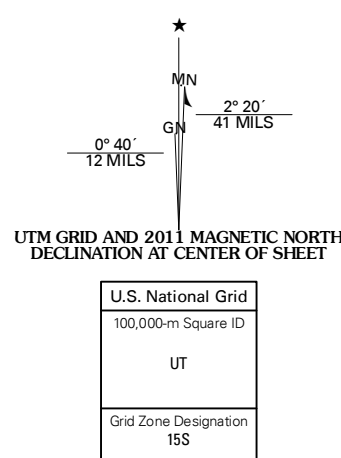 ★
MN
2° 20´
41 MILS
GN
0° 40´
12 MILS
UTM GRID AND 2011 MAGNETIC NORTH
DECLINATION AT CENTER OF SHEET
U.S. National Grid
100,000-m Square ID
UT
Grid Zone Designation
15S